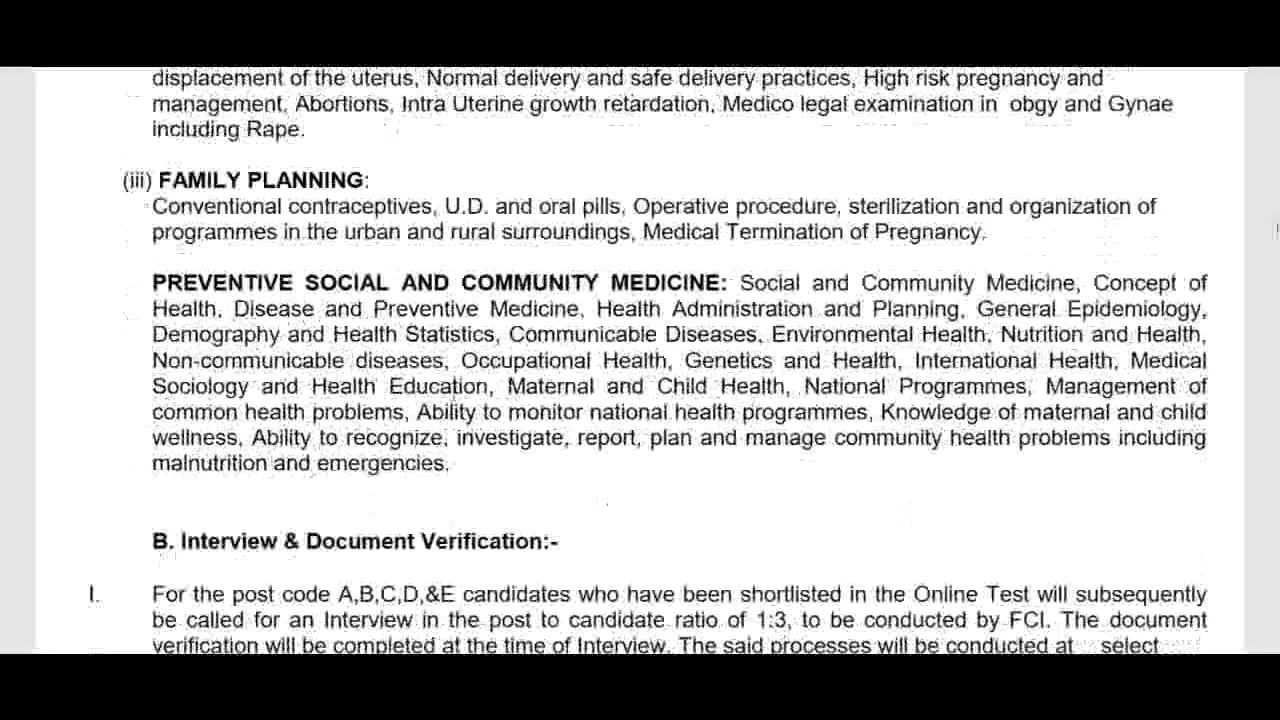 displacement of the uterus, Normal delivery and safe delivery practices, High risk pregnancy and
management, Abortions, Intra Uterine growth retardation, Medico legal examination in obgy and Gynae
including Rape.
(iii) FAMILY PLANNING:
Conventional contraceptives, U.D. and oral pills, Operative procedure, sterilization and organization of
programmes in the urban and rural surroundings, Medical Termination of Pregnancy.
PREVENTIVE SOCIAL AND COMMUNITY MEDICINE: Social and Community Medicine, Concept of
Health, Disease and Preventive Medicine, Health Administration and Planning, General Epidemiology,
Demography and Health Statistics, Communicable Diseases, Environmental Health, Nutrition and Health,
Non-communicable diseases, Occupational Health, Genetics and Health, International Health, Medical
Sociology and Health Education, Maternal and Child Health, National Programmes, Management of
common health problems, Ability to monitor national health programmes, Knowledge of maternal and child
wellness, Ability to recognize, investigate, report, plan and manage community health problems including
malnutrition and emergencies.
B. Interview & Document Verification:-
I. For the post code A,B,C,D,&E candidates who have been shortlisted in the Online Test will subsequently
be called for an Interview in the post to candidate ratio of 1:3, to be conducted by FCI. The document
verification will be completed at the time of Interview. The said processes will be conducted at select